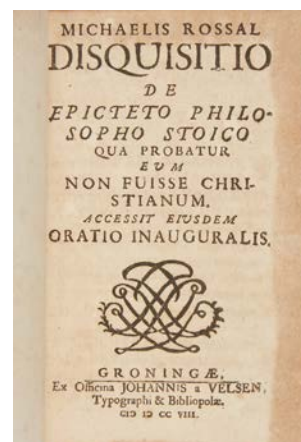 MICHAELIS ROSSAL
DISQUISITIO
DE
EPICTETO PHILO-
SOPHO STOICO
QUA PROBATUR
EUM
NON FUISSE CHRI-
STIANUM.
ACCESSIT EIUSDEM
ORATIO INAUGURALIS.
GRONINGÆ,
Ex Officina JOHANNIS a VELSEN,
Typographi & Bibliopolæ,
CIƆ IƆ CC VIII.